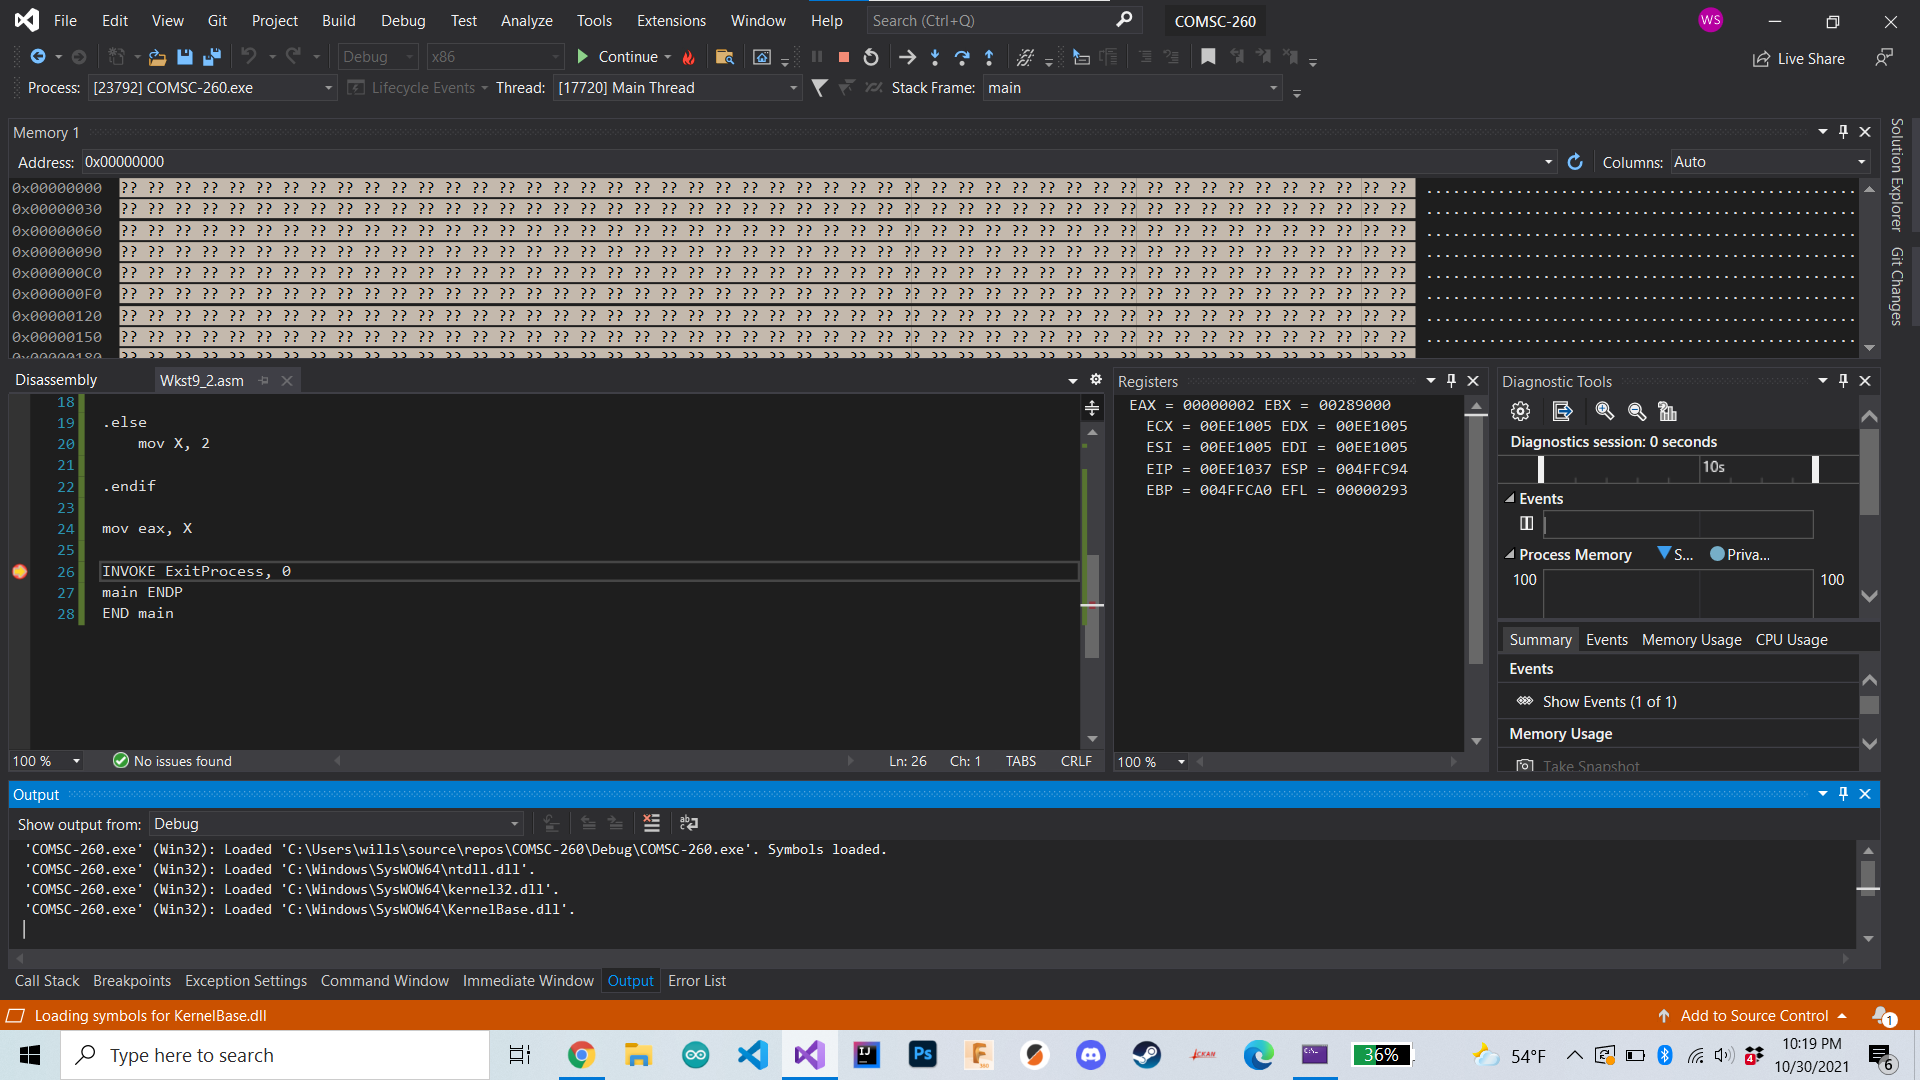 File Edit View Git Project Build Debug Test Analyze Tools Extensions Window Help Search (Ctrl+Q) COMSC-260 WS
Debug x86 Continue Live Share
Process: [23792] COMSC-260.exe Lifecycle Events Thread: [17720] Main Thread Stack Frame: main
Memory 1
Address: 0x00000000 Columns: Auto
0x00000000 ?? ?? ?? ?? ?? ?? ?? ?? ?? ?? ?? ?? ?? ?? ?? ?? ?? ?? ?? ?? ?? ?? ?? ?? ?? ?? ?? ?? ?? ?? ?? ?? ?? ?? ?? ?? ?? ?? ?? ?? ?? ?? ?? ?? ?? ?? ?? ?? ................................................
0x00000030 ?? ?? ?? ?? ?? ?? ?? ?? ?? ?? ?? ?? ?? ?? ?? ?? ?? ?? ?? ?? ?? ?? ?? ?? ?? ?? ?? ?? ?? ?? ?? ?? ?? ?? ?? ?? ?? ?? ?? ?? ?? ?? ?? ?? ?? ?? ?? ?? ................................................
0x00000060 ?? ?? ?? ?? ?? ?? ?? ?? ?? ?? ?? ?? ?? ?? ?? ?? ?? ?? ?? ?? ?? ?? ?? ?? ?? ?? ?? ?? ?? ?? ?? ?? ?? ?? ?? ?? ?? ?? ?? ?? ?? ?? ?? ?? ?? ?? ?? ?? ................................................
0x00000090 ?? ?? ?? ?? ?? ?? ?? ?? ?? ?? ?? ?? ?? ?? ?? ?? ?? ?? ?? ?? ?? ?? ?? ?? ?? ?? ?? ?? ?? ?? ?? ?? ?? ?? ?? ?? ?? ?? ?? ?? ?? ?? ?? ?? ?? ?? ?? ?? ................................................
0x000000C0 ?? ?? ?? ?? ?? ?? ?? ?? ?? ?? ?? ?? ?? ?? ?? ?? ?? ?? ?? ?? ?? ?? ?? ?? ?? ?? ?? ?? ?? ?? ?? ?? ?? ?? ?? ?? ?? ?? ?? ?? ?? ?? ?? ?? ?? ?? ?? ?? ................................................
0x000000F0 ?? ?? ?? ?? ?? ?? ?? ?? ?? ?? ?? ?? ?? ?? ?? ?? ?? ?? ?? ?? ?? ?? ?? ?? ?? ?? ?? ?? ?? ?? ?? ?? ?? ?? ?? ?? ?? ?? ?? ?? ?? ?? ?? ?? ?? ?? ?? ?? ................................................
0x00000120 ?? ?? ?? ?? ?? ?? ?? ?? ?? ?? ?? ?? ?? ?? ?? ?? ?? ?? ?? ?? ?? ?? ?? ?? ?? ?? ?? ?? ?? ?? ?? ?? ?? ?? ?? ?? ?? ?? ?? ?? ?? ?? ?? ?? ?? ?? ?? ?? ................................................
0x00000150 ?? ?? ?? ?? ?? ?? ?? ?? ?? ?? ?? ?? ?? ?? ?? ?? ?? ?? ?? ?? ?? ?? ?? ?? ?? ?? ?? ?? ?? ?? ?? ?? ?? ?? ?? ?? ?? ?? ?? ?? ?? ?? ?? ?? ?? ?? ?? ?? ................................................
Solution Explorer
Git Changes
Disassembly Wkst9_2.asm
18
19 .else
20 mov X, 2
21
22 .endif
23
24 mov eax, X
25
26 INVOKE ExitProcess, 0
27 main ENDP
28 END main
100 % No issues found Ln: 26 Ch: 1 TABS CRLF
Registers
EAX = 00000002 EBX = 00289000
ECX = 00EE1005 EDX = 00EE1005
ESI = 00EE1005 EDI = 00EE1005
EIP = 00EE1037 ESP = 004FFC94
EBP = 004FFCA0 EFL = 00000293
100 %
Diagnostic Tools
Diagnostics session: 0 seconds
10s
Events
Process Memory S... Priva...
100 100
Summary Events Memory Usage CPU Usage
Events
Show Events (1 of 1)
Memory Usage
Take Snapshot
Output
Show output from: Debug
'COMSC-260.exe' (Win32): Loaded 'C:\Users\wills\source\repos\COMSC-260\Debug\COMSC-260.exe'. Symbols loaded.
'COMSC-260.exe' (Win32): Loaded 'C:\Windows\SysWOW64\ntdll.dll'.
'COMSC-260.exe' (Win32): Loaded 'C:\Windows\SysWOW64\kernel32.dll'.
'COMSC-260.exe' (Win32): Loaded 'C:\Windows\SysWOW64\KernelBase.dll'.
Call Stack Breakpoints Exception Settings Command Window Immediate Window Output Error List
Loading symbols for KernelBase.dll Add to Source Control 1
Type here to search 36% 54°F 10:19 PM
10/30/2021 6